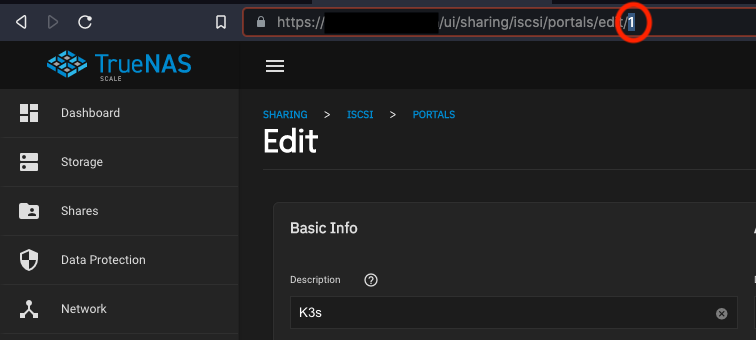 https:// /ui/sharing/iscsi/portals/edit/1
TrueNAS
SCALE
SHARING > ISCSI > PORTALS
Edit
Dashboard
Storage
Shares
Data Protection
Network
Basic Info
Description
K3s